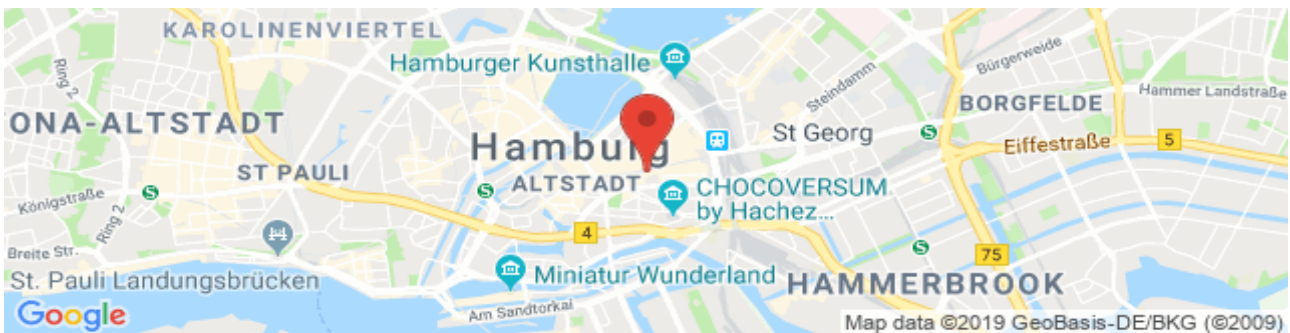 KAROLINENVIERTEL
Hamburger Kunsthalle
Ring 2
Steindamm
Bürgerweide
Hammer Landstraße
BORGFELDE
ONA-ALTSTADT
Hamburg
St Georg
S
Eiffestraße
5
ST PAULI
ALTSTADT
CHOCOVERSUM
by Hachez...
S
S
Königstraße
Ring 2
4
S
75
Breite Str.
St. Pauli Landungsbrücken
Miniatur Wunderland
HAMMERBROOK
Am Sandtorkai
Google
Map data ©2019 GeoBasis-DE/BKG (©2009)